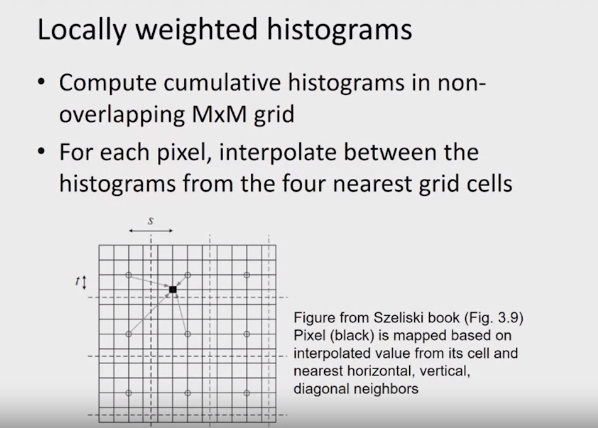 Locally weighted histograms
• Compute cumulative histograms in non-
overlapping MxM grid
• For each pixel, interpolate between the
histograms from the four nearest grid cells
s
t
Figure from Szeliski book (Fig. 3.9)
Pixel (black) is mapped based on
interpolated value from its cell and
nearest horizontal, vertical,
diagonal neighbors